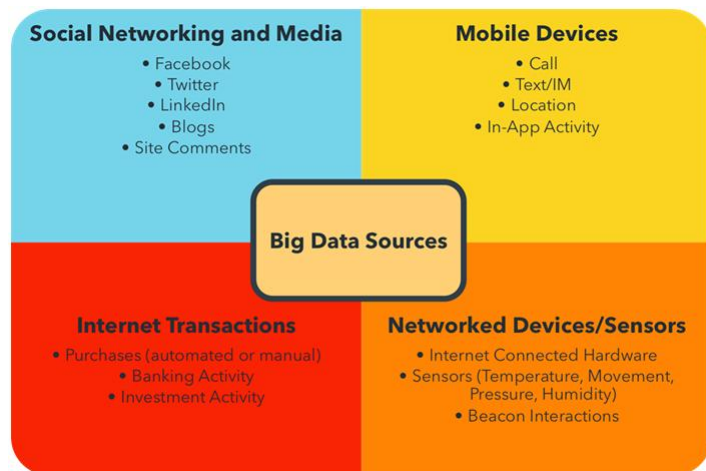 Social Networking and Media
• Facebook
• Twitter
• LinkedIn
• Blogs
• Site Comments
Mobile Devices
• Call
• Text/IM
• Location
• In-App Activity
Big Data Sources
Internet Transactions
• Purchases (automated or manual)
• Banking Activity
• Investment Activity
Networked Devices/Sensors
• Internet Connected Hardware
• Sensors (Temperature, Movement,
Pressure, Humidity)
• Beacon Interactions